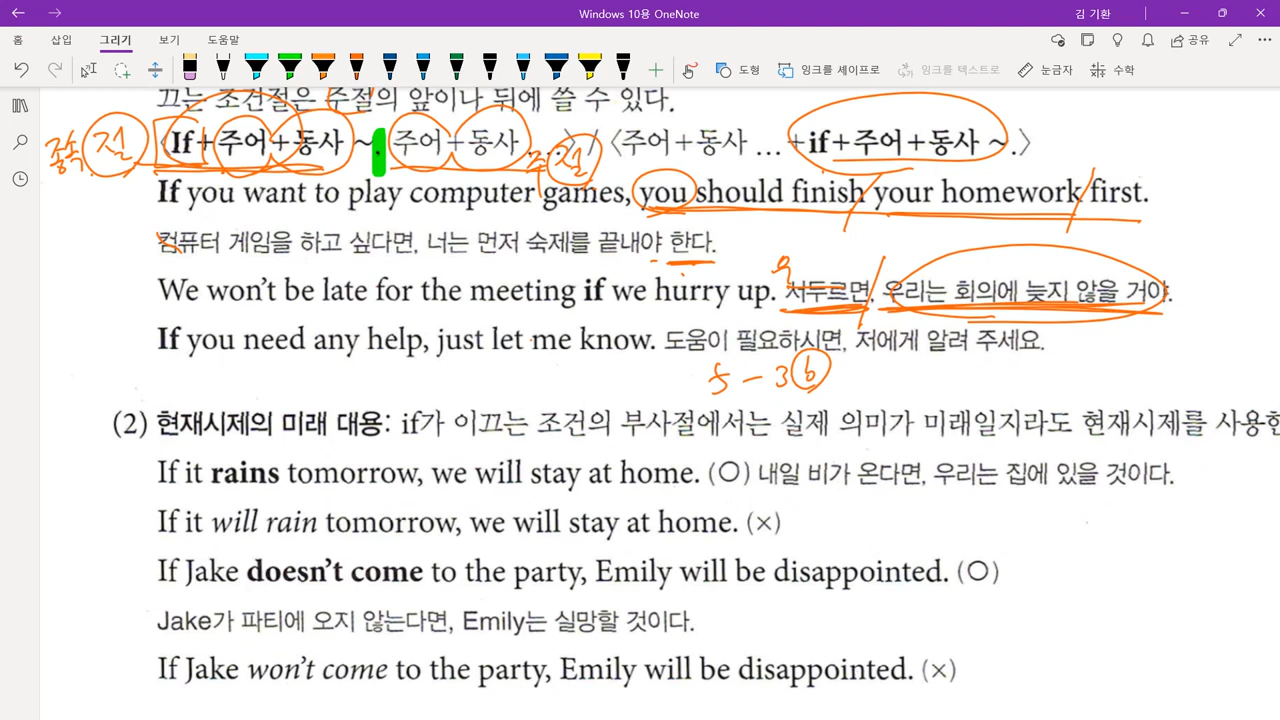 Windows 10용 OneNote
김 기환
홈 삽입 그리기 보기 도움말
공유
도형 잉크를 셰이프로 잉크를 텍스트로 눈금자 수학
끄는 조건절은 주절의 앞이나 뒤에 쓸 수 있다.
종속 절 〈If+주어+동사 ~, 주어+동사 …〉 / 〈주어+동사 … +if+주어+동사 ~.〉
주절
If you want to play computer games, you should finish your homework first.
컴퓨터 게임을 하고 싶다면, 너는 먼저 숙제를 끝내야 한다.
We won't be late for the meeting if we hurry up. 서두르면, 우리는 회의에 늦지 않을 거야.
If you need any help, just let me know. 도움이 필요하시면, 저에게 알려 주세요.
5 - 3 6
(2) 현재시제의 미래 대용: if가 이끄는 조건의 부사절에서는 실제 의미가 미래일지라도 현재시제를 사용한
If it rains tomorrow, we will stay at home. (○) 내일 비가 온다면, 우리는 집에 있을 것이다.
If it will rain tomorrow, we will stay at home. (×)
If Jake doesn't come to the party, Emily will be disappointed. (○)
Jake가 파티에 오지 않는다면, Emily는 실망할 것이다.
If Jake won't come to the party, Emily will be disappointed. (×)